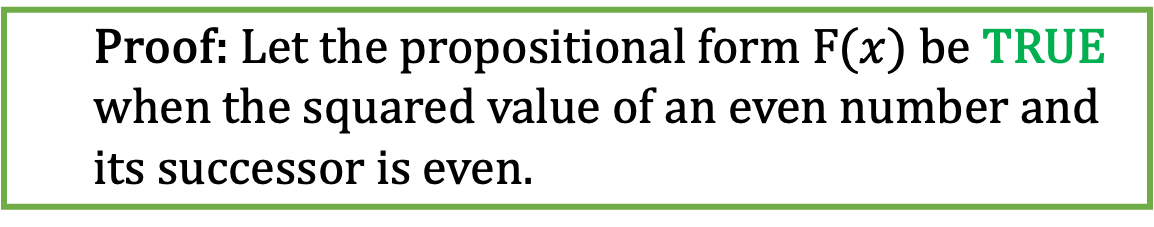 Proof: Let the propositional form F(x) be TRUE
when the squared value of an even number and
its successor is even.